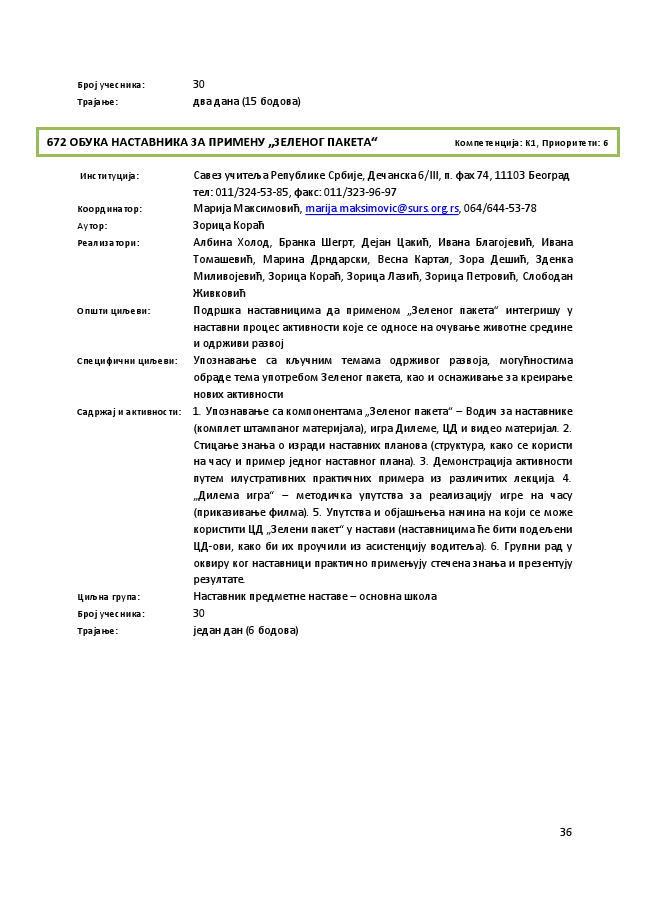 Број учесника: 30
Трајање: два дана (15 бодова)
672 ОБУКА НАСТАВНИКА ЗА ПРИМЕНУ „ЗЕЛЕНОГ ПАКЕТА“ Компетенција: К1, Приоритети: 6
Институција: Савез учитеља Републике Србије, Дечанска 6/III, п. фах 74, 11103 Београд
тел: 011/324-53-85, факс: 011/323-96-97
Координатор: Марија Максимовић, marija.maksimovic@surs.org.rs, 064/644-53-78
Аутор: Зорица Кораћ
Реализатори: Албина Холод, Бранка Шегрт, Дејан Цакић, Ивана Благојевић, Ивана
Томашевић, Марина Дрндарски, Весна Картал, Зора Дешић, Зденка
Миливојевић, Зорица Кораћ, Зорица Лазић, Зорица Петровић, Слободан
Живковић
Општи циљеви: Подршка наставницима да применом „Зеленог пакета“ интегришу у
наставни процес активности које се односе на очување животне средине
и одрживи развој
Специфични циљеви: Упознавање са кључним темама одрживог развоја, могућностима
обраде тема употребом Зеленог пакета, као и оснаживање за креирање
нових активности
Садржај и активности: 1. Упознавање са компонентама „Зеленог пакета“ – Водич за наставнике
(комплет штампаног материјала), игра Дилеме, ЦД и видео материјал. 2.
Стицање знања о изради наставних планова (структура, како се користи
на часу и пример једног наставног плана). 3. Демонстрација активности
путем илустративних практичних примера из различитих лекција. 4.
„Дилема игра“ – методичка упутства за реализацију игре на часу
(приказивање филма). 5. Упутства и објашњења начина на који се може
користити ЦД „Зелени пакет“ у настави (наставницима ће бити подељени
ЦД-ови, како би их проучили из асистенцију водитеља). 6. Групни рад у
оквиру ког наставници практично примењују стечена знања и презентују
резултате.
Циљна група: Наставник предметне наставе – основна школа
Број учесника: 30
Трајање: један дан (6 бодова)
36